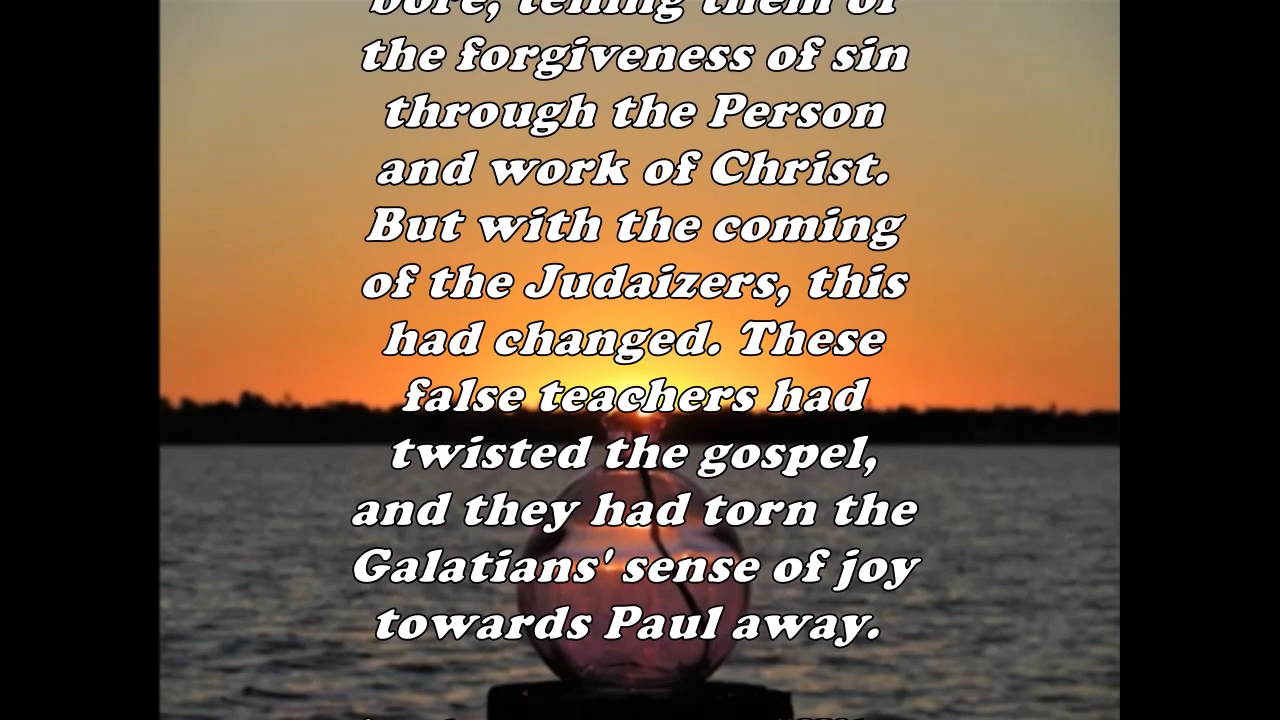 bore, telling them of
the forgiveness of sin
through the Person
and work of Christ.
But with the coming
of the Judaizers, this
had changed. These
false teachers had
twisted the gospel,
and they had torn the
Galatians' sense of joy
towards Paul away.